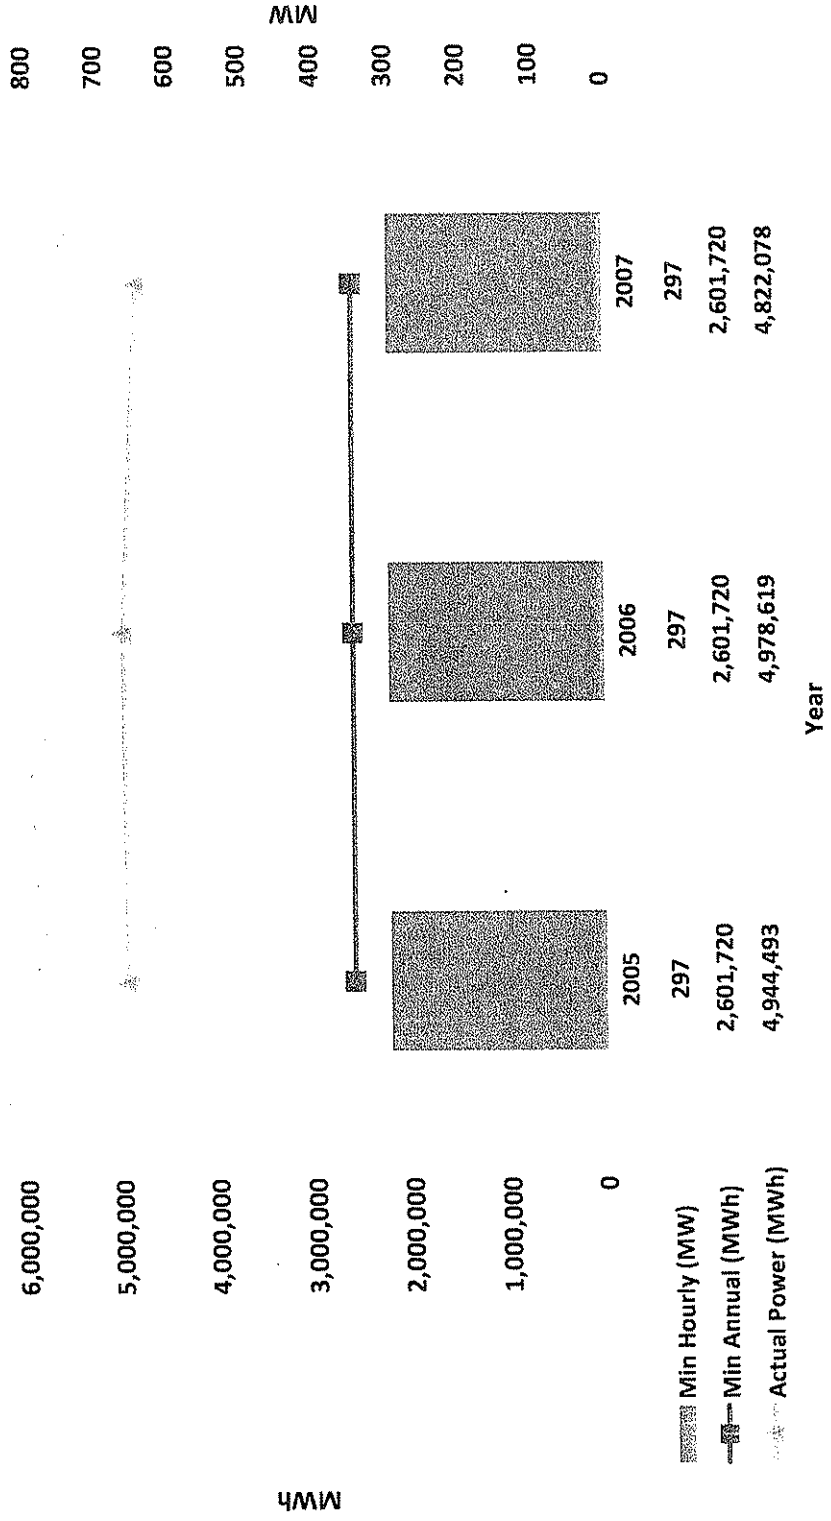 MWh
6,000,000
5,000,000
4,000,000
3,000,000
2,000,000
1,000,000
0
MW
800
700
600
500
400
300
200
100
0
2005 2006 2007
Min Hourly (MW) 297 297 297
Min Annual (MWh) 2,601,720 2,601,720 2,601,720
Actual Power (MWh) 4,944,493 4,978,619 4,822,078
Year